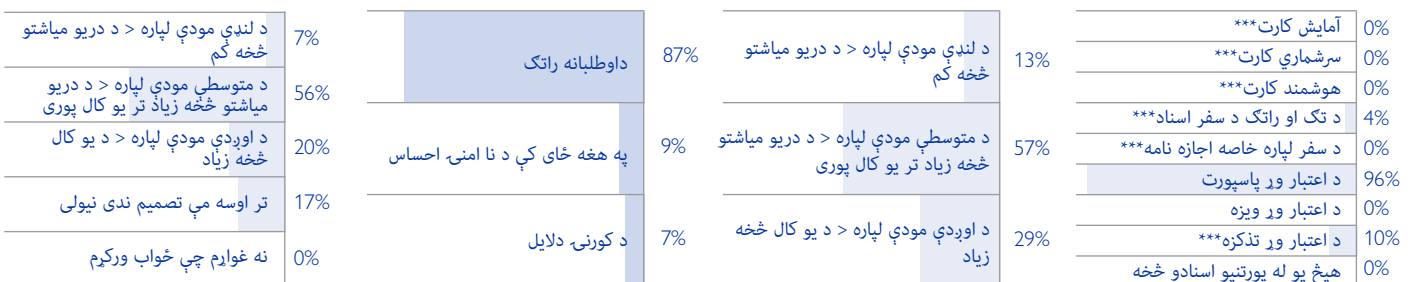 آمایش کارت*** 0%
سرشماري کارت*** 0%
هوشمند کارت*** 0%
د تګ او راتګ د سفر اسناد*** 4%
د سفر لپاره خاصه اجازه نامه*** 0%
د اعتبار وړ پاسپورت 96%
د اعتبار وړ ویزه 0%
د اعتبار وړ تذکزه*** 10%
هیڅ یو له پورتنیو اسنادو څخه 0%
د لنډې مودې لپاره < د دریو میاشتو
څخه کم 13%
د متوسطې مودې لپاره < د دریو میاشتو
څخه زیاد تر یو کال پورې 57%
د اوږدې مودې لپاره < د یو کال څخه
زیاد 29%
داوطلبانه راتګ 87%
په هغه ځای کې د نا امنۍ احساس 9%
د کورنۍ دلایل 7%
د لنډې مودې لپاره < د دریو میاشتو
څخه کم 7%
د متوسطې مودې لپاره < د دریو
میاشتو څخه زیاد تر یو کال پورې 56%
د اوږدې مودې لپاره < د یو کال
څخه زیاد 20%
تر اوسه مې تصمیم ندی نیولی 17%
نه غواړم چې ځواب ورکړم 0%